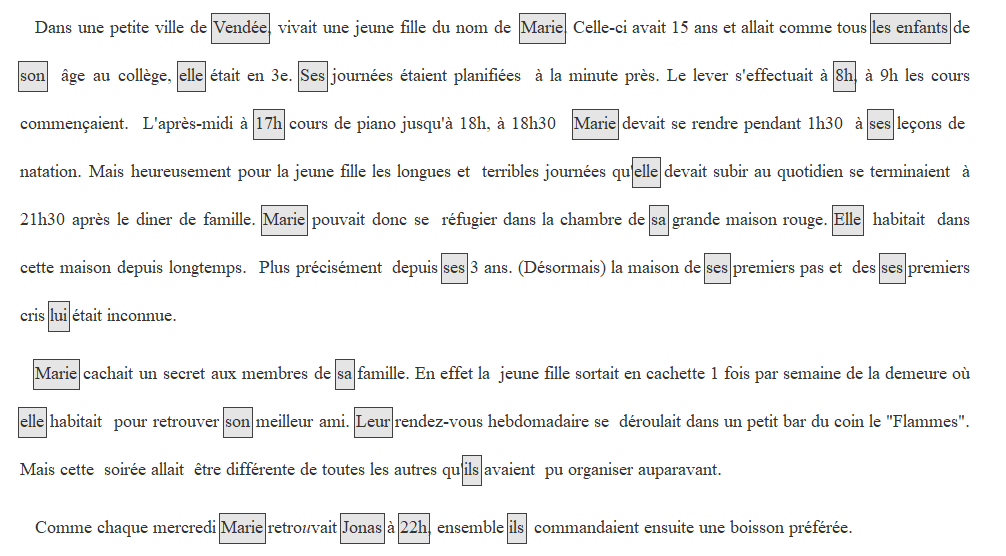 Dans une petite ville de Vendée, vivait une jeune fille du nom de Marie. Celle-ci avait 15 ans et allait comme tous les enfants de
son âge au collège, elle était en 3e. Ses journées étaient planifiées à la minute près. Le lever s'effectuait à 8h, à 9h les cours
commençaient. L'après-midi à 17h cours de piano jusqu'à 18h, à 18h30 Marie devait se rendre pendant 1h30 à ses leçons de
natation. Mais heureusement pour la jeune fille les longues et terribles journées qu'elle devait subir au quotidien se terminaient à
21h30 après le diner de famille. Marie pouvait donc se réfugier dans la chambre de sa grande maison rouge. Elle habitait dans
cette maison depuis longtemps. Plus précisément depuis ses 3 ans. (Désormais) la maison de ses premiers pas et des ses premiers
cris lui était inconnue.
Marie cachait un secret aux membres de sa famille. En effet la jeune fille sortait en cachette 1 fois par semaine de la demeure où
elle habitait pour retrouver son meilleur ami. Leur rendez-vous hebdomadaire se déroulait dans un petit bar du coin le "Flammes".
Mais cette soirée allait être différente de toutes les autres qu'ils avaient pu organiser auparavant.
Comme chaque mercredi Marie retrouvait Jonas à 22h, ensemble ils commandaient ensuite une boisson préférée.